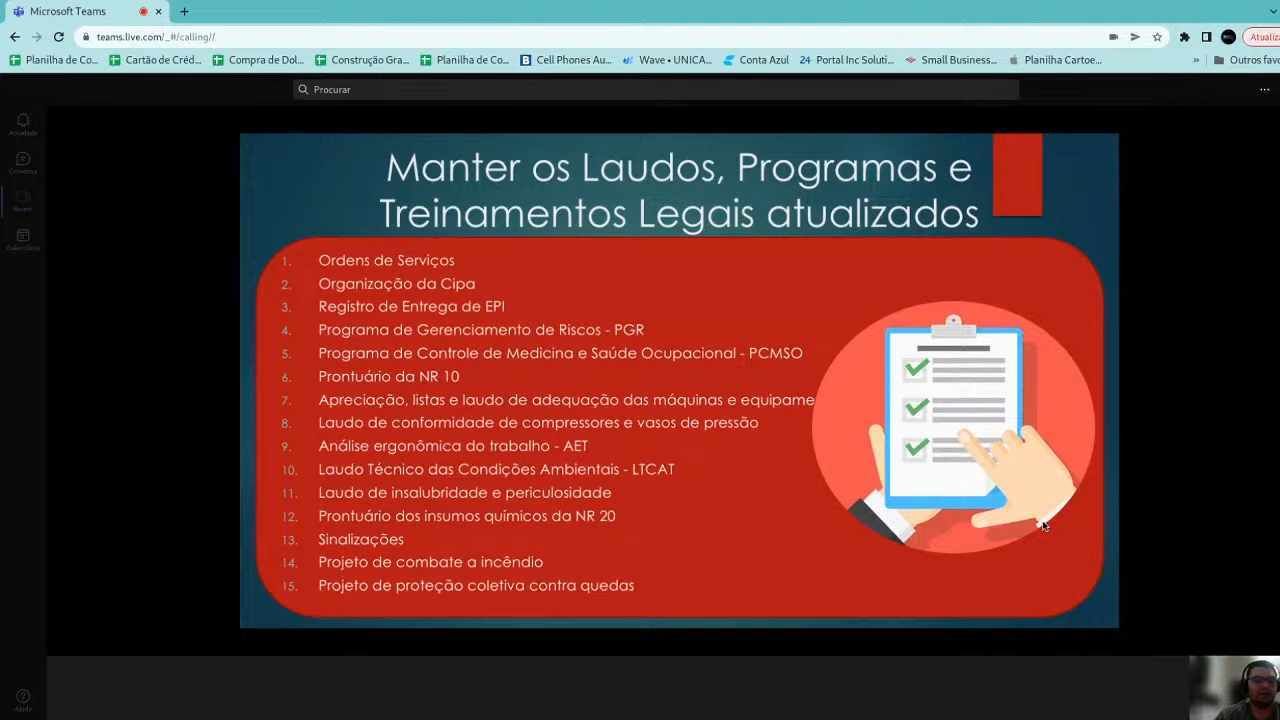 Microsoft Teams
teams.live.com/_#/calling//
Atualiza
Planilha de Co...
Cartão de Créd...
Compra de Dol...
Construção Gra...
Planilha de Co...
Cell Phones Au...
Wave • UNICA...
Conta Azul
24 Portal Inc Soluti...
Small Business...
Planilha Cartoe...
»
Outros favo
Procurar
Atividade
Calendário
Ajuda
Manter os Laudos, Programas e
Treinamentos Legais atualizados
1. Ordens de Serviços
2. Organização da Cipa
3. Registro de Entrega de EPI
4. Programa de Gerenciamento de Riscos - PGR
5. Programa de Controle de Medicina e Saúde Ocupacional - PCMSO
6. Prontuário da NR 10
7. Apreciação, listas e laudo de adequação das máquinas e equipame
8. Laudo de conformidade de compressores e vasos de pressão
9. Análise ergonômica do trabalho - AET
10. Laudo Técnico das Condições Ambientais - LTCAT
11. Laudo de insalubridade e periculosidade
12. Prontuário dos insumos químicos da NR 20
13. Sinalizações
14. Projeto de combate a incêndio
15. Projeto de proteção coletiva contra quedas